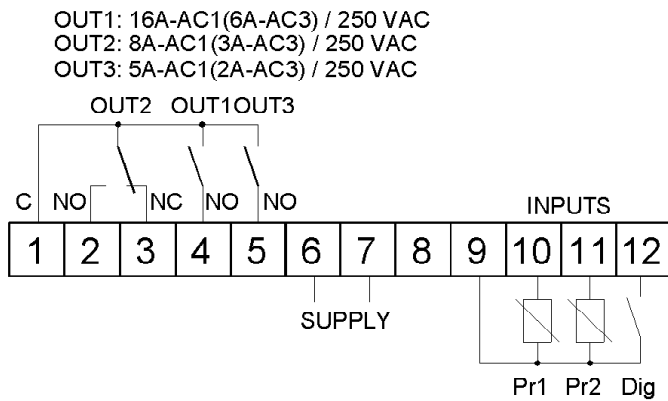 OUT1: 16A-AC1(6A-AC3) / 250 VAC
OUT2: 8A-AC1(3A-AC3) / 250 VAC
OUT3: 5A-AC1(2A-AC3) / 250 VAC
OUT2 OUT1OUT3
C NO NC NO NO INPUTS
1 2 3 4 5 6 7 8 9 10 11 12
SUPPLY
Pr1 Pr2 Dig